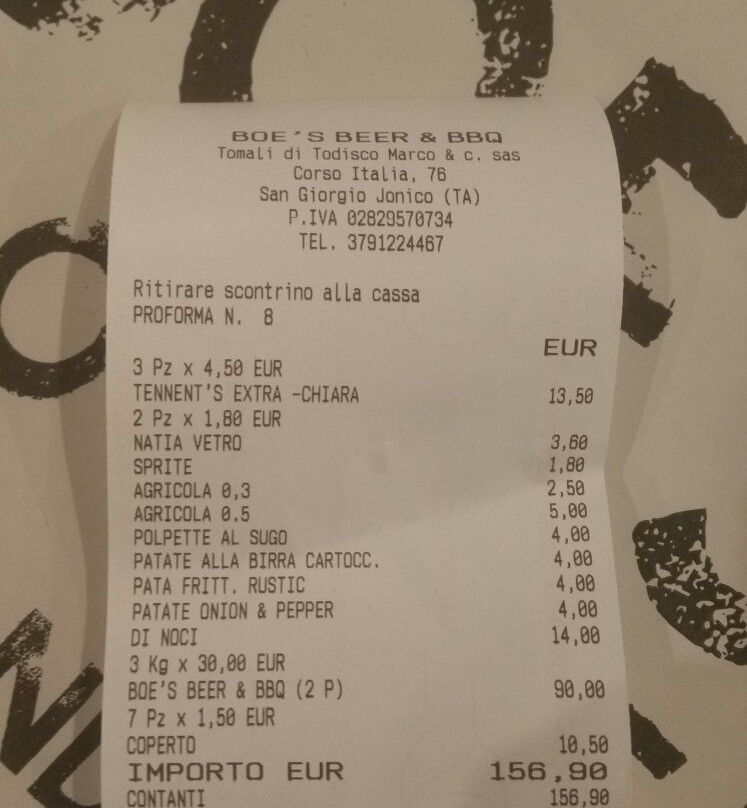 BOE'S BEER & BBQ
Tomali di Todisco Marco & c. sas
Corso Italia, 76
San Giorgio Jonico (TA)
P.IVA 02829570734
TEL. 3791224467
Ritirare scontrino alla cassa
PROFORMA N. 8
EUR
3 Pz x 4,50 EUR
TENNENT'S EXTRA -CHIARA 13,50
2 Pz x 1,80 EUR
NATIA VETRO 3,60
SPRITE 1,80
AGRICOLA 0,3 2,50
AGRICOLA 0.5 5,00
POLPETTE AL SUGO 4,00
PATATE ALLA BIRRA CARTOCC. 4,00
PATA FRITT. RUSTIC 4,00
PATATE ONION & PEPPER 4,00
DI NOCI 14,00
3 Kg x 30,00 EUR
BOE'S BEER & BBQ (2 P) 90,00
7 Pz x 1,50 EUR
COPERTO 10,50
IMPORTO EUR 156,90
CONTANTI 156,90